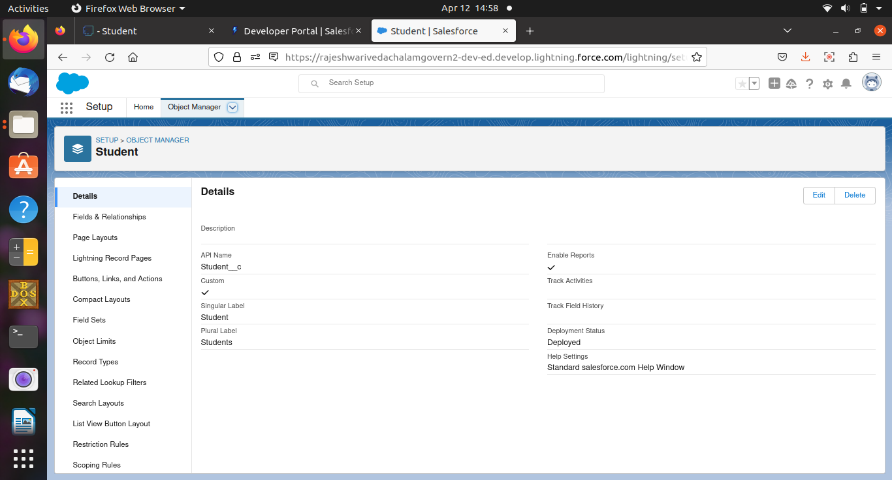 Activities
Firefox Web Browser
Apr 12 14:58
- Student
Developer Portal | Salesf
Student | Salesforce
https://rajeshwarivedachalamgovern2-dev-ed.develop.lightning.force.com/lightning/set
Search Setup
Setup
Home
Object Manager
SETUP > OBJECT MANAGER
Student
Details
Fields & Relationships
Page Layouts
Lightning Record Pages
Buttons, Links, and Actions
Compact Layouts
Field Sets
Object Limits
Record Types
Related Lookup Filters
Search Layouts
List View Button Layout
Restriction Rules
Scoping Rules
Details
Edit
Delete
Description
API Name
Student__c
Custom
Singular Label
Student
Plural Label
Students
Enable Reports
Track Activities
Track Field History
Deployment Status
Deployed
Help Settings
Standard salesforce.com Help Window